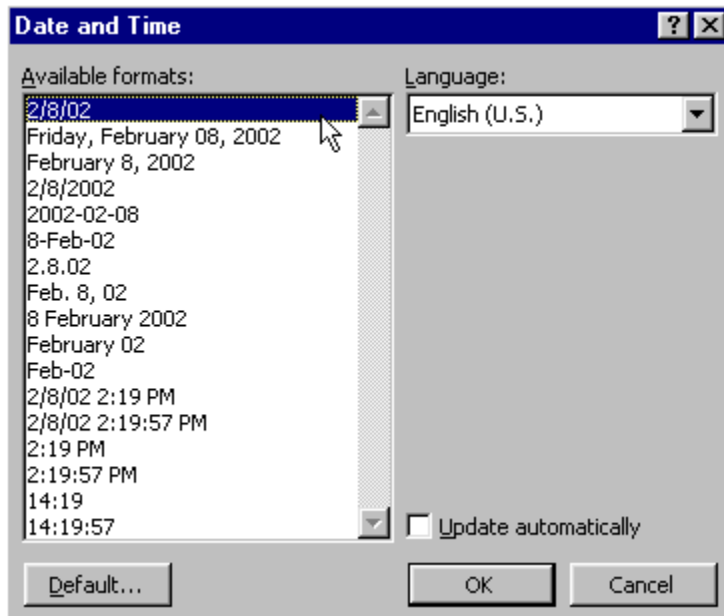 Date and Time
Available formats:
2/8/02
Friday, February 08, 2002
February 8, 2002
2/8/2002
2002-02-08
8-Feb-02
2.8.02
Feb. 8, 02
8 February 2002
February 02
Feb-02
2/8/02 2:19 PM
2/8/02 2:19:57 PM
2:19 PM
2:19:57 PM
14:19
14:19:57
Language:
English (U.S.)
Update automatically
Default...
OK
Cancel